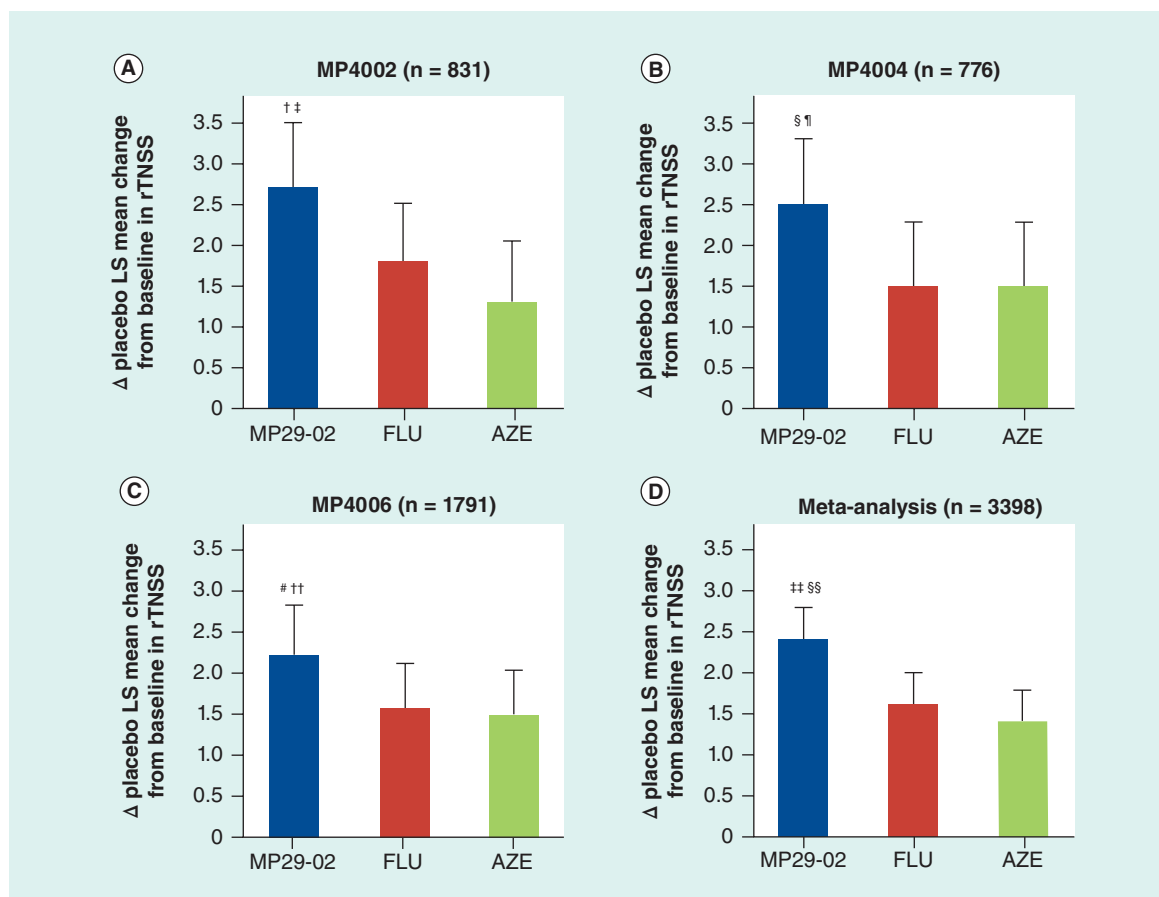 A
MP4002 (n = 831)
Δ placebo LS mean change
from baseline in rTNSS
3.5
3.0
2.5
2.0
1.5
1.0
0.5
0
† ‡
MP29-02
FLU
AZE
B
MP4004 (n = 776)
Δ placebo LS mean change
from baseline in rTNSS
3.5
3.0
2.5
2.0
1.5
1.0
0.5
0
§ ¶
MP29-02
FLU
AZE
C
MP4006 (n = 1791)
Δ placebo LS mean change
from baseline in rTNSS
3.5
3.0
2.5
2.0
1.5
1.0
0.5
0
# ††
MP29-02
FLU
AZE
D
Meta-analysis (n = 3398)
Δ placebo LS mean change
from baseline in rTNSS
3.5
3.0
2.5
2.0
1.5
1.0
0.5
0
‡‡ §§
MP29-02
FLU
AZE